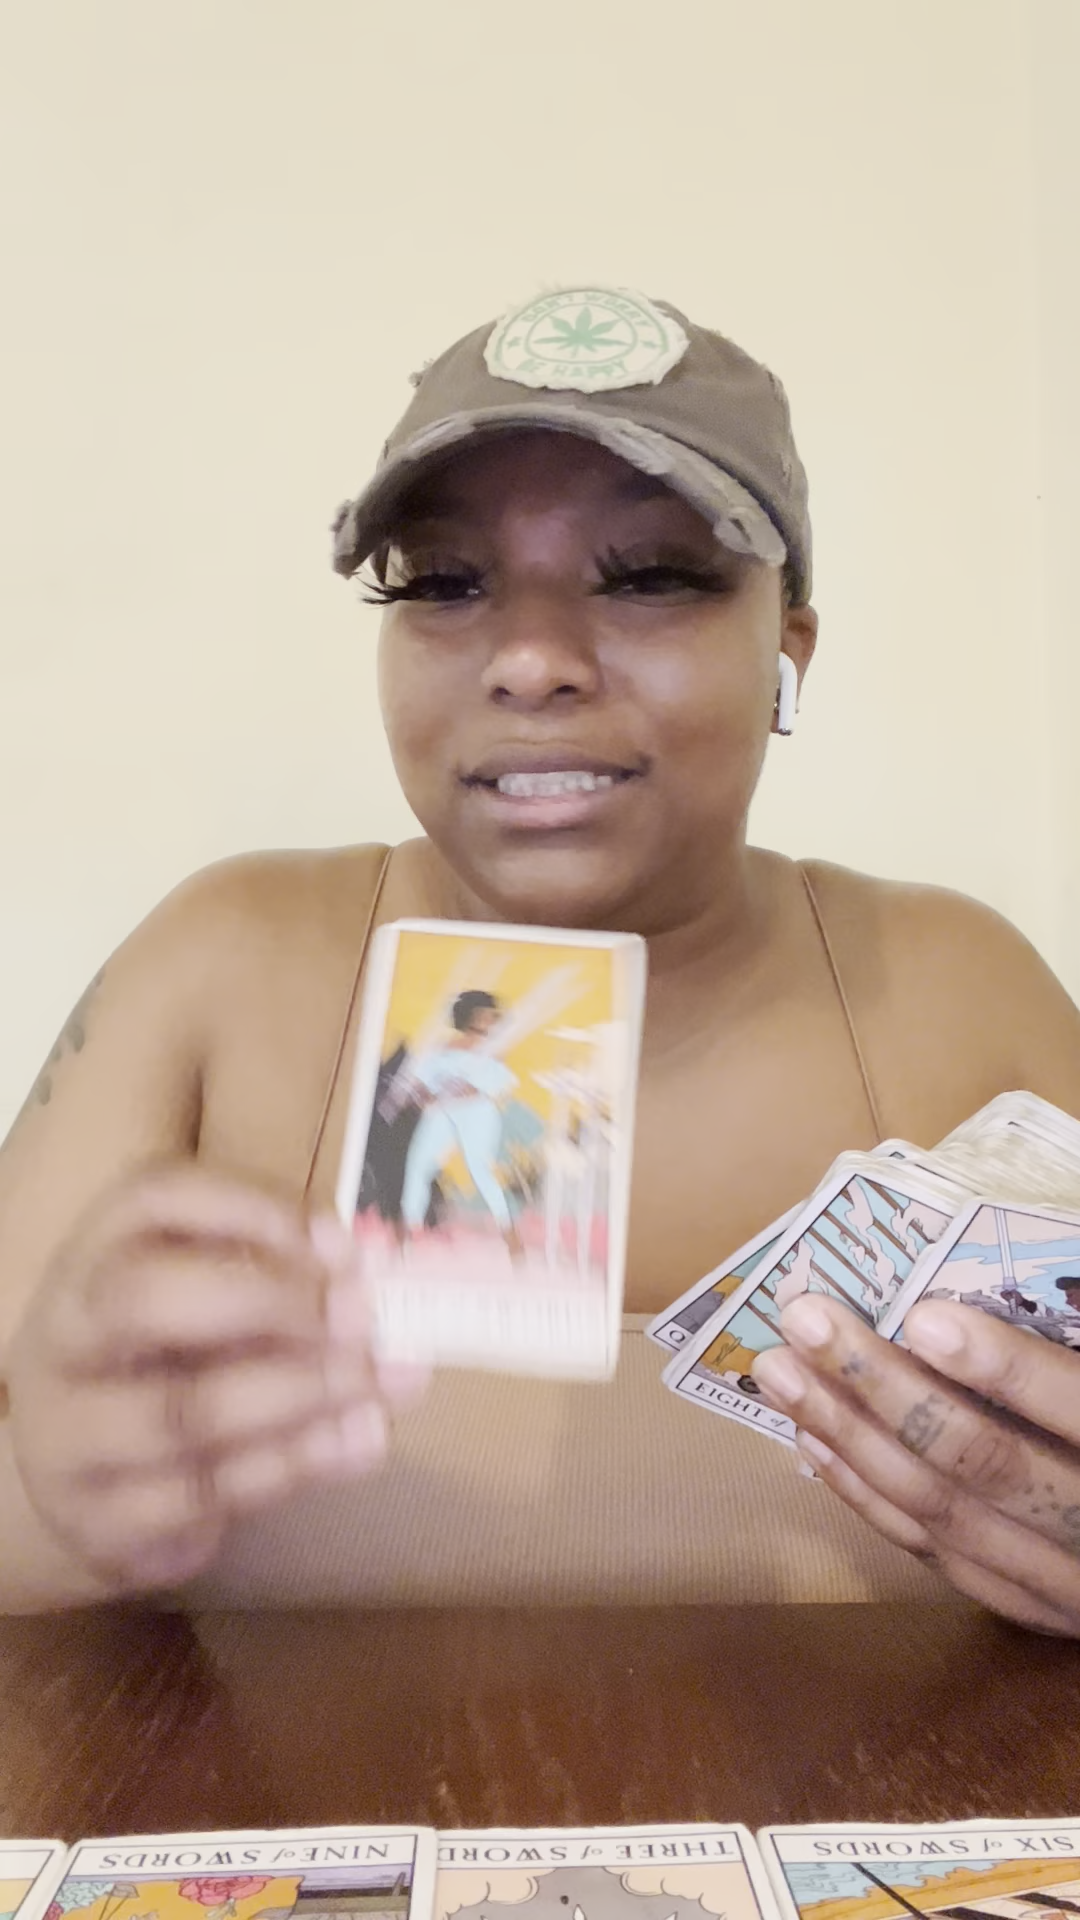 DON'T WORRY
BE HAPPY
Q
EIGHT of
NINE of SWORDS
THREE of SWORD
SIX of SWORDS